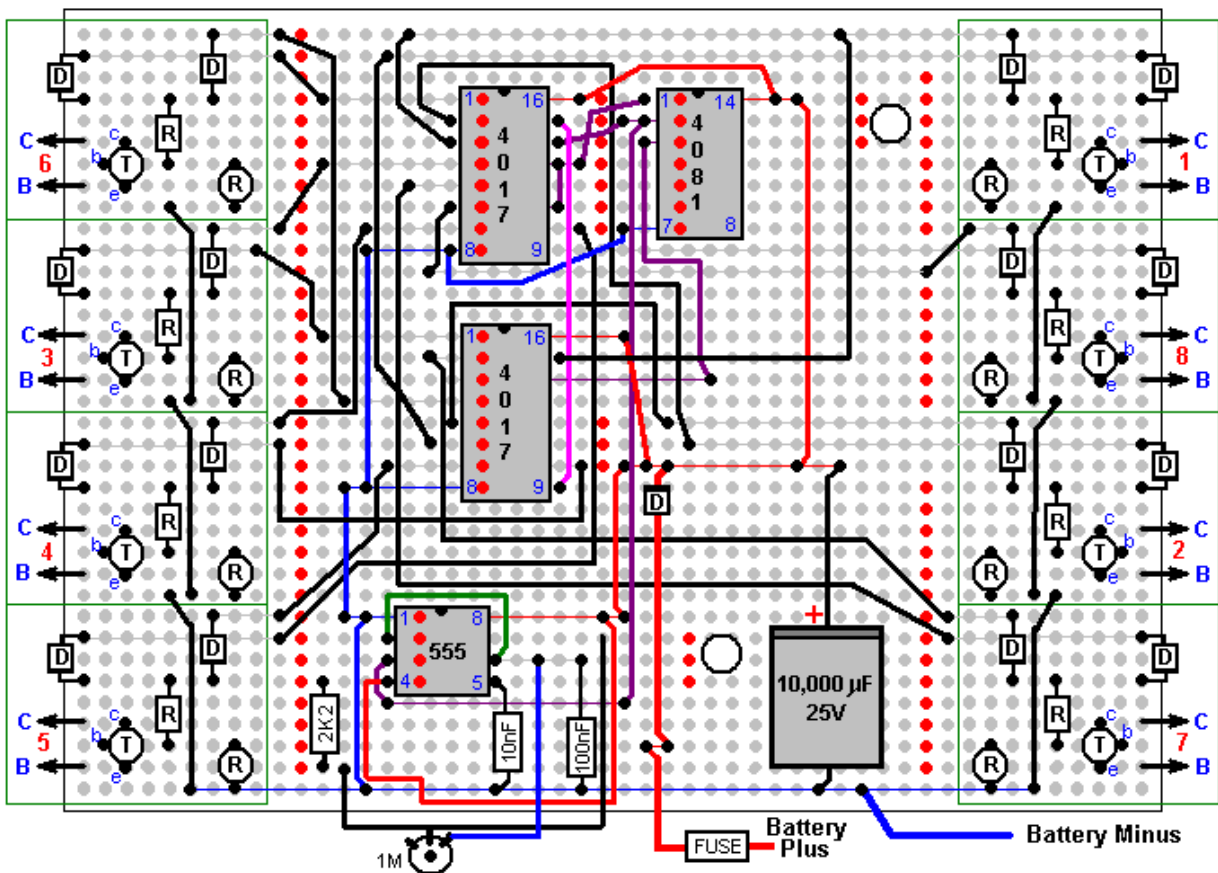 D D 1 16 1 14 D D
R 4 0 1 7 4 0 8 1 R
C c c C
6 b T T b 1
B e R R e B
8 9 7 8
D D D D
R 1 16 R
C c 4 0 1 7 c C
3 b T T b 8
B e R R e B
D D D D
8 9 D
R R
C c c C
4 b T T b 2
B e R R e B
1 8 +
D D 555 D D
4 5 10,000 µF
R 2K2 10nF 100nF 25V R
C c c C
5 b T T b 7
B e R R e B
1M FUSE Battery Plus Battery Minus